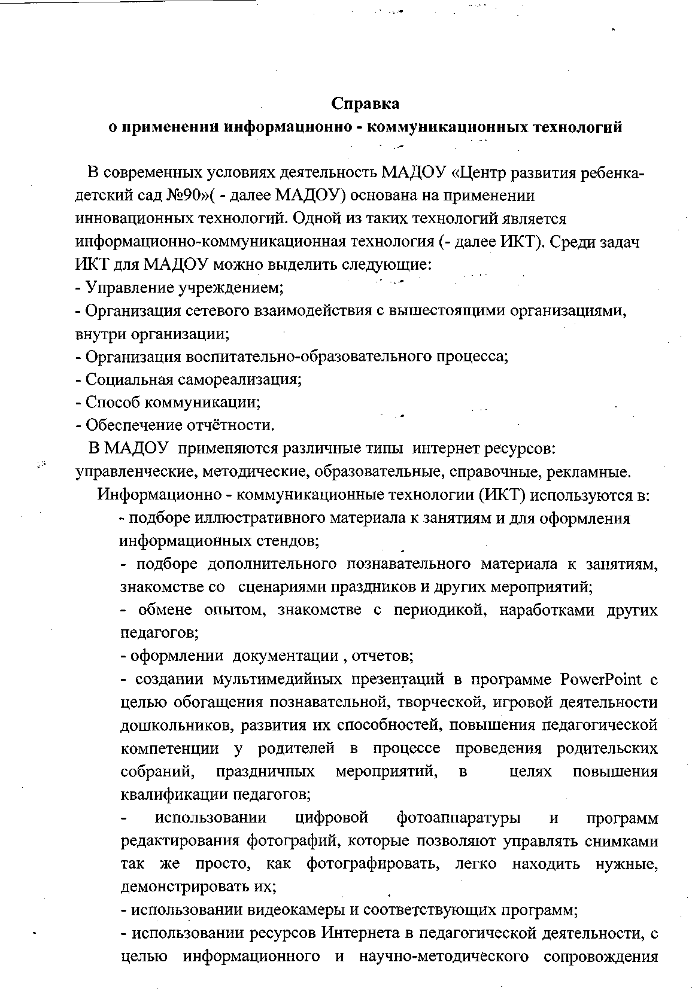 Справка
о применении информационно - коммуникационных технологий
В современных условиях деятельность МАДОУ «Центр развития ребенка-
детский сад №90»( - далее МАДОУ) основана на применении
инновационных технологий. Одной из таких технологий является
информационно-коммуникационная технология (- далее ИКТ). Среди задач
ИКТ для МАДОУ можно выделить следующие:
- Управление учреждением;
- Организация сетевого взаимодействия с вышестоящими организациями,
внутри организации;
- Организация воспитательно-образовательного процесса;
- Социальная самореализация;
- Способ коммуникации;
- Обеспечение отчётности.
В МАДОУ применяются различные типы интернет ресурсов:
управленческие, методические, образовательные, справочные, рекламные.
Информационно - коммуникационные технологии (ИКТ) используются в:
- подборе иллюстративного материала к занятиям и для оформления
информационных стендов;
- подборе дополнительного познавательного материала к занятиям,
знакомстве со сценариями праздников и других мероприятий;
- обмене опытом, знакомстве с периодикой, наработками других
педагогов;
- оформлении документации , отчетов;
- создании мультимедийных презентаций в программе PowerPoint с
целью обогащения познавательной, творческой, игровой деятельности
дошкольников, развития их способностей, повышения педагогической
компетенции у родителей в процессе проведения родительских
собраний, праздничных мероприятий, в целях повышения
квалификации педагогов;
- использовании цифровой фотоаппаратуры и программ
редактирования фотографий, которые позволяют управлять снимками
так же просто, как фотографировать, легко находить нужные,
демонстрировать их;
- использовании видеокамеры и соответствующих программ;
- использовании ресурсов Интернета в педагогической деятельности, с
целью информационного и научно-методического сопровождения